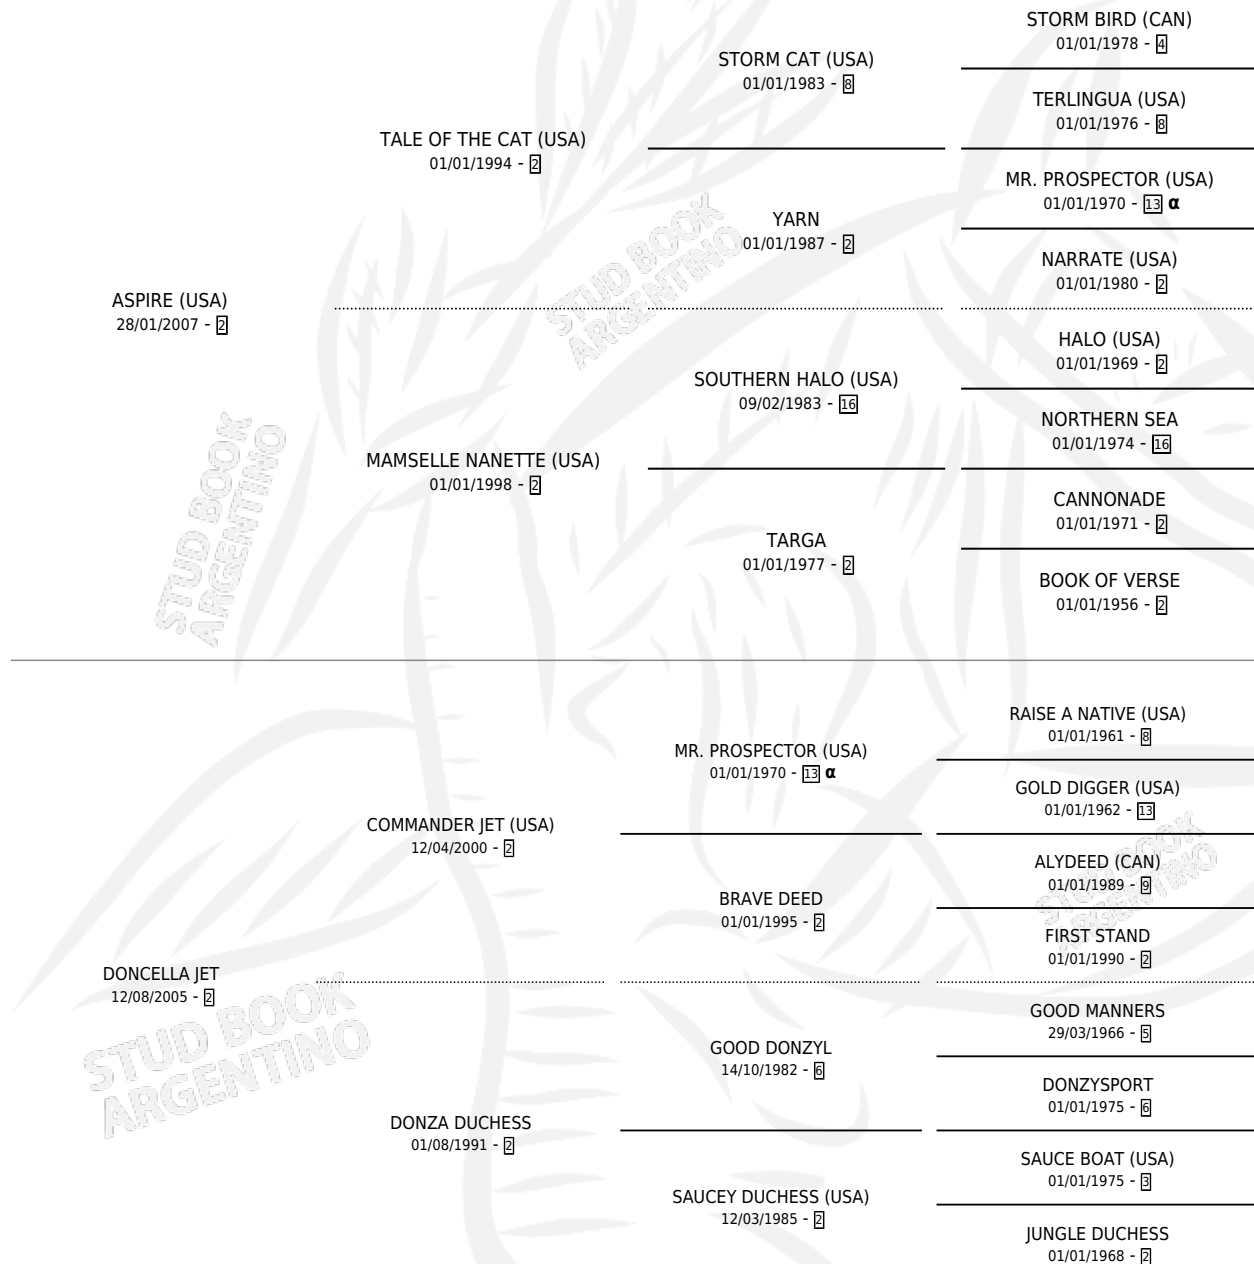 STORM BIRD (CAN)
01/01/1978 - 4
STORM CAT (USA)
01/01/1983 - 8
TERLINGUA (USA)
01/01/1976 - 8
TALE OF THE CAT (USA)
01/01/1994 - 2
MR. PROSPECTOR (USA)
01/01/1970 - 13 α
YARN
01/01/1987 - 2
NARRATE (USA)
01/01/1980 - 2
ASPIRE (USA)
28/01/2007 - 2
HALO (USA)
01/01/1969 - 2
SOUTHERN HALO (USA)
09/02/1983 - 16
NORTHERN SEA
01/01/1974 - 16
MAMSELLE NANETTE (USA)
01/01/1998 - 2
CANNONADE
01/01/1971 - 2
TARGA
01/01/1977 - 2
BOOK OF VERSE
01/01/1956 - 2
STUD BOOK
ARGENTINO
STUD BOOK
ARGENTINO
RAISE A NATIVE (USA)
01/01/1961 - 8
MR. PROSPECTOR (USA)
01/01/1970 - 13 α
GOLD DIGGER (USA)
01/01/1962 - 13
COMMANDER JET (USA)
12/04/2000 - 2
ALYDEED (CAN)
01/01/1989 - 9
BRAVE DEED
01/01/1995 - 2
FIRST STAND
01/01/1990 - 2
STUD BOOK
ARGENTINO
DONCELLA JET
12/08/2005 - 2
GOOD MANNERS
29/03/1966 - 5
GOOD DONZYL
14/10/1982 - 6
DONZYSPORT
01/01/1975 - 6
DONZA DUCHESS
01/08/1991 - 2
SAUCE BOAT (USA)
01/01/1975 - 3
SAUCEY DUCHESS (USA)
12/03/1985 - 2
JUNGLE DUCHESS
01/01/1968 - 2
STUD BOOK
ARGENTINO